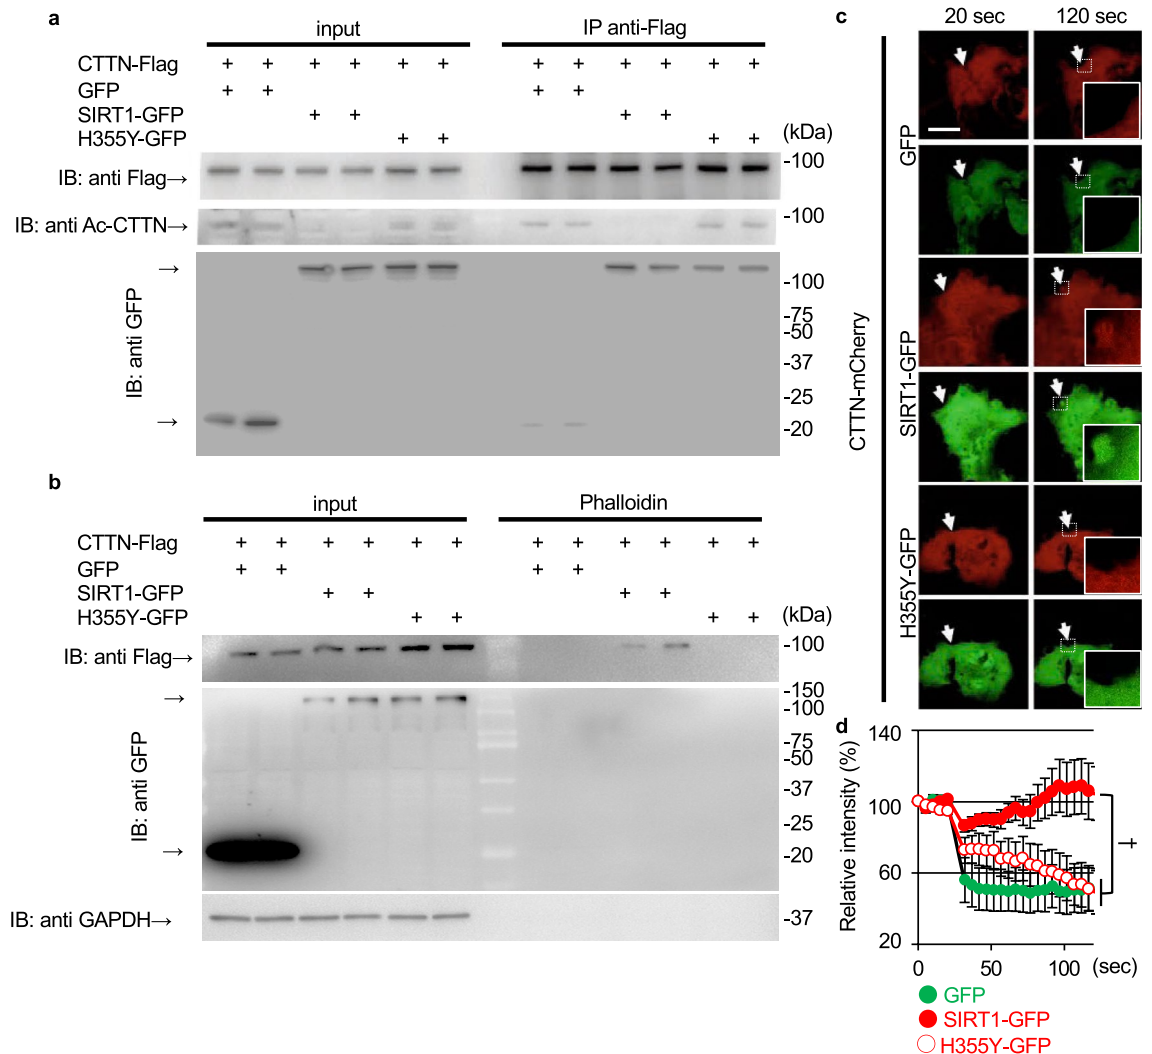 a
input IP anti-Flag
CTTN-Flag + + + + + + + + + + + +
GFP + + + +
SIRT1-GFP + + + +
H355Y-GFP + + + + (kDa)
IB: anti Flag→ -100
IB: anti Ac-CTTN→ -100
IB: anti GFP
→ -100
-75
-50
-37
-25
→ -20
b
input Phalloidin
CTTN-Flag + + + + + + + + + + + +
GFP + + + +
SIRT1-GFP + + + +
H355Y-GFP + + + + (kDa)
IB: anti Flag→ -100
IB: anti GFP
→ -150
-100
-75
-50
-37
-25
→ -20
IB: anti GAPDH→ -37
c
20 sec 120 sec
CTTN-mCherry
GFP
SIRT1-GFP
H355Y-GFP
d
Relative intensity (%)
140
100
60
20
0 50 100 (sec)
†
GFP
SIRT1-GFP
H355Y-GFP